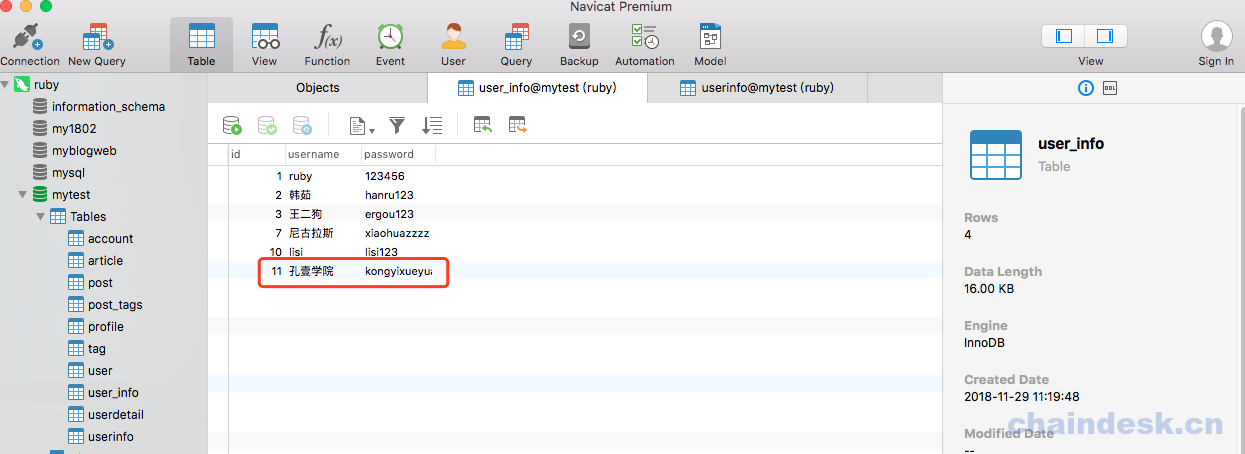 Navicat Premium
Connection New Query Table View Function Event User Query Backup Automation Model View Sign In
ruby
information_schema
my1802
myblogweb
mysql
mytest
Tables
account
article
post
post_tags
profile
tag
user
user_info
userdetail
userinfo
Objects user_info@mytest (ruby) userinfo@mytest (ruby)
id username password
1 ruby 123456
2 韩茹 hanru123
3 王二狗 ergou123
7 尼古拉斯 xiaohuazzzz
10 lisi lisi123
11 孔壹学院 kongyixueyua
DDL
user_info
Table
Rows
4
Data Length
16.00 KB
Engine
InnoDB
Created Date
2018-11-29 11:19:48
Modified Date
--
chaindesk.cn